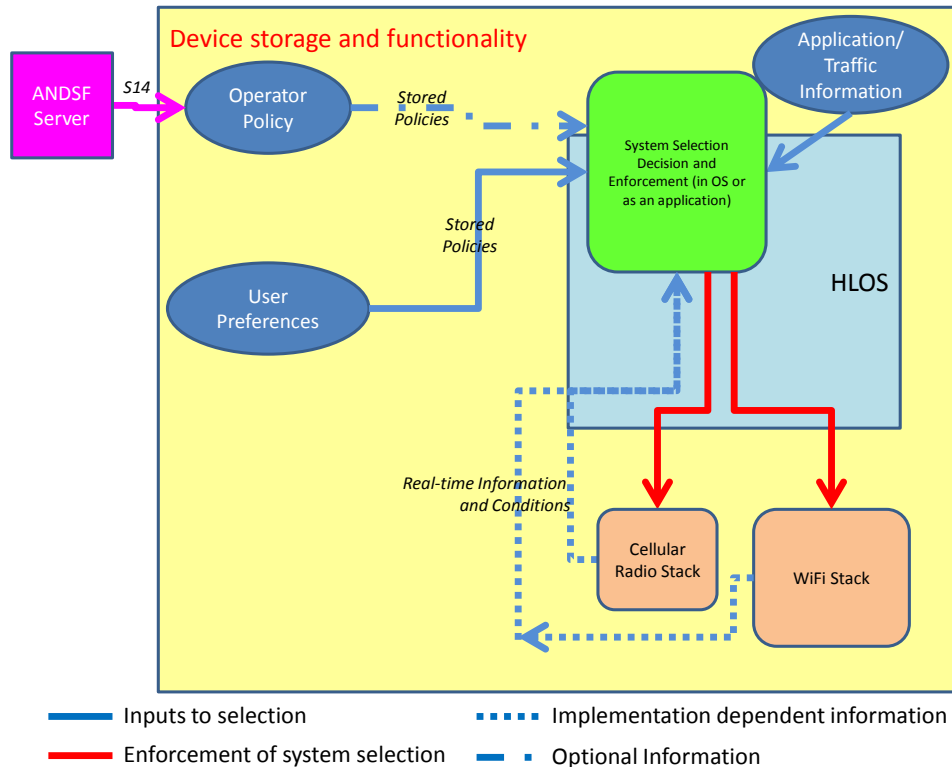 Device storage and functionality
Application/
Traffic
Information
ANDSF
Server
S14
Operator
Policy
Stored
Policies
System Selection
Decision and
Enforcement (in OS or
as an application)
Stored
Policies
User
Preferences
HLOS
Real-time Information
and Conditions
Cellular
Radio Stack
WiFi Stack
Inputs to selection
Implementation dependent information
Enforcement of system selection
Optional Information